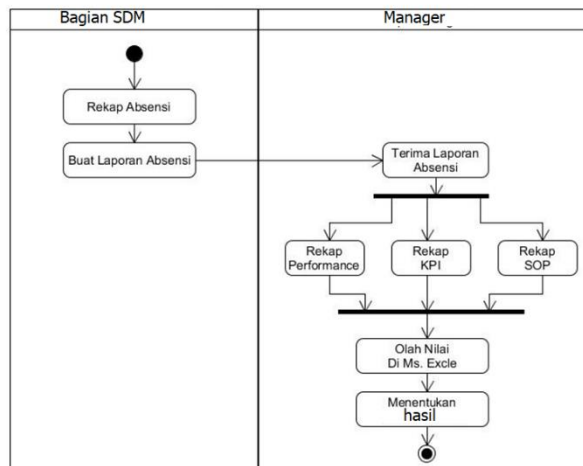 Bagian SDM
Manager
Rekap Absensi
Buat Laporan Absensi
Terima Laporan
Absensi
Rekap
Performance
Rekap
KPI
Rekap
SOP
Olah Nilai
Di Ms. Excle
Menentukan
hasil